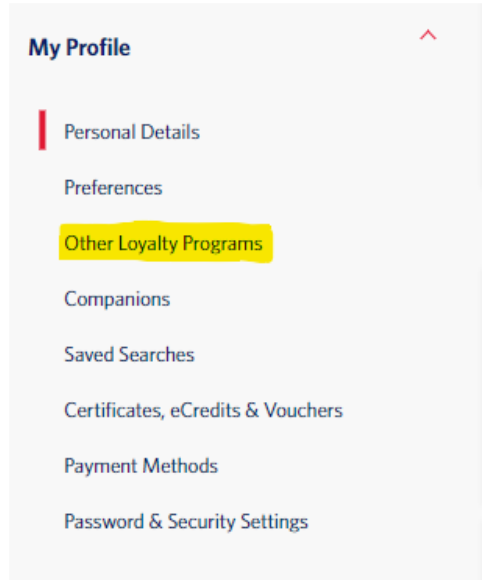 My Profile
Personal Details
Preferences
Other Loyalty Programs
Companions
Saved Searches
Certificates, eCredits & Vouchers
Payment Methods
Password & Security Settings